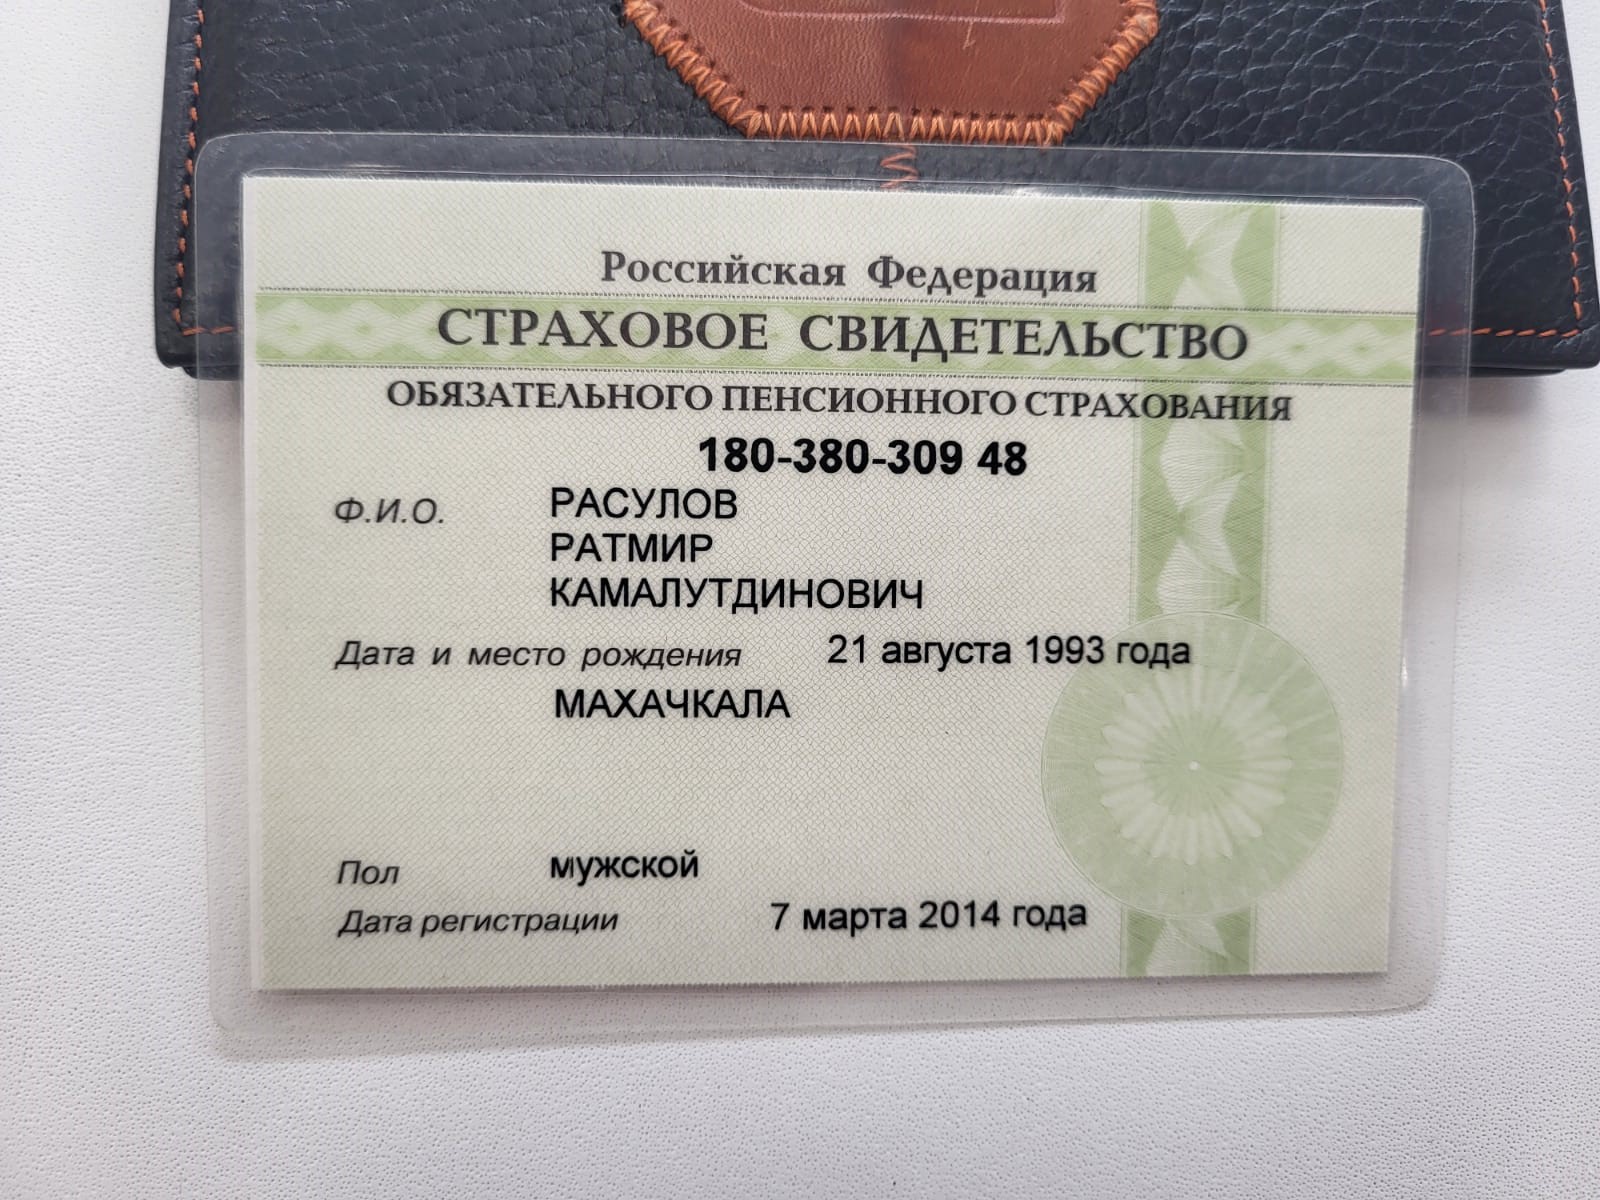 Российская Федерация
СТРАХОВОЕ СВИДЕТЕЛЬСТВО
ОБЯЗАТЕЛЬНОГО ПЕНСИОННОГО СТРАХОВАНИЯ
180-380-309 48
Ф.И.О. РАСУЛОВ
РАТМИР
КАМАЛУТДИНОВИЧ
Дата и место рождения 21 августа 1993 года
МАХАЧКАЛА
Пол мужской
Дата регистрации 7 марта 2014 года